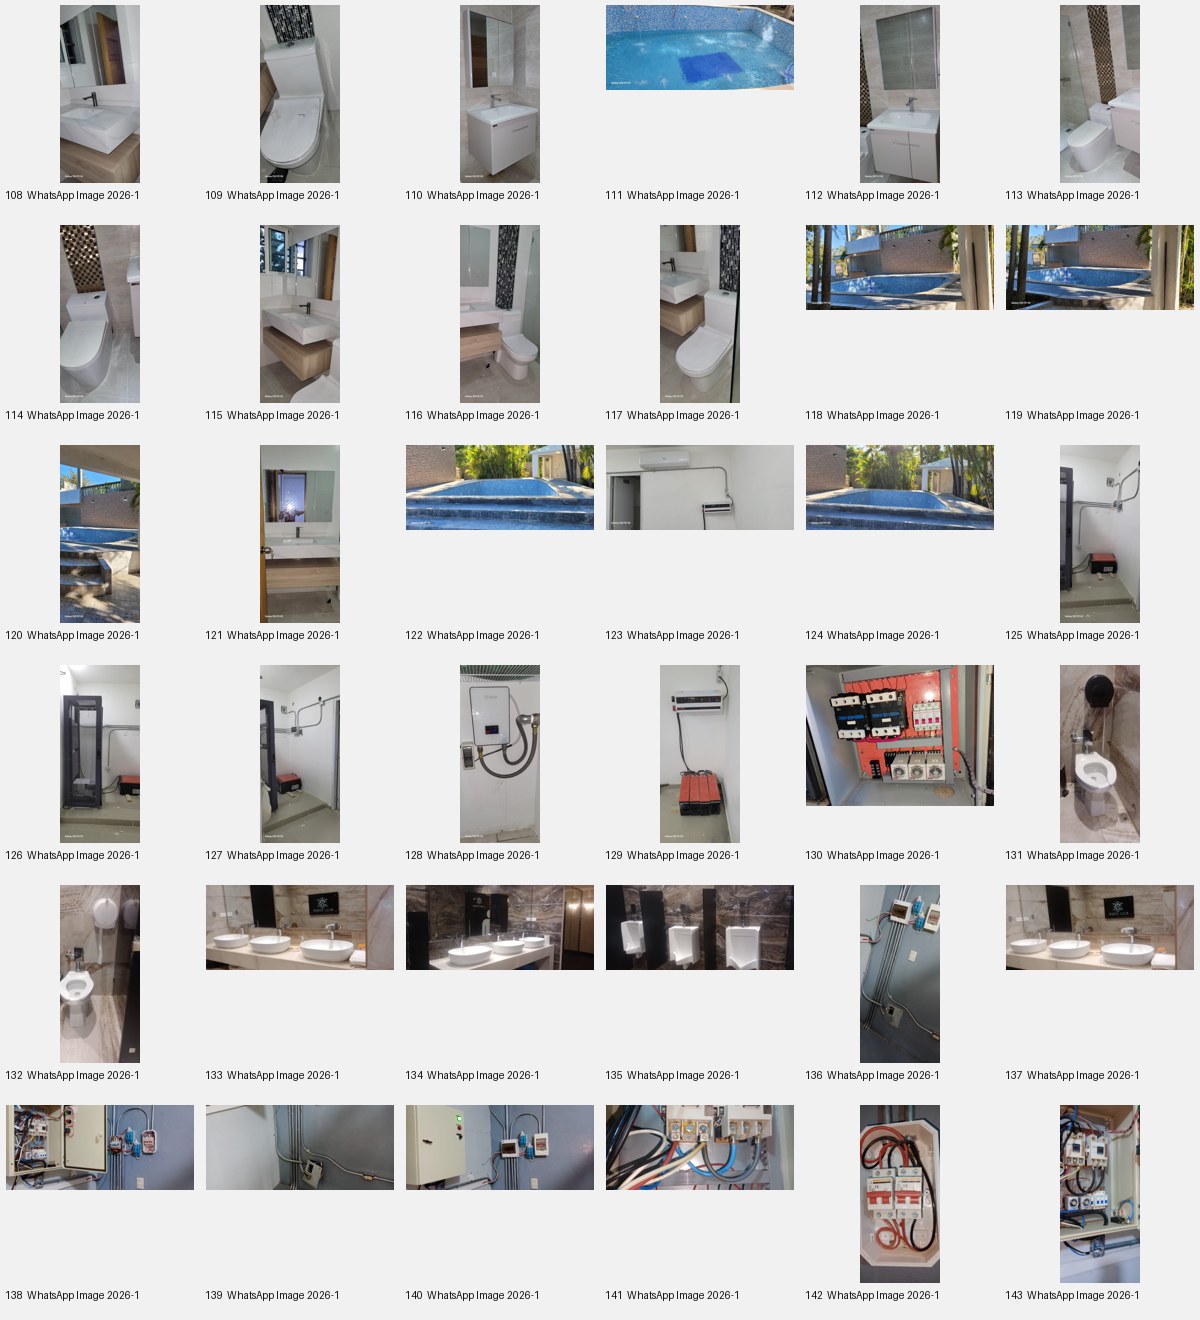 108 WhatsApp Image 2026-1
109 WhatsApp Image 2026-1
110 WhatsApp Image 2026-1
111 WhatsApp Image 2026-1
112 WhatsApp Image 2026-1
113 WhatsApp Image 2026-1
114 WhatsApp Image 2026-1
115 WhatsApp Image 2026-1
116 WhatsApp Image 2026-1
117 WhatsApp Image 2026-1
118 WhatsApp Image 2026-1
119 WhatsApp Image 2026-1
120 WhatsApp Image 2026-1
121 WhatsApp Image 2026-1
122 WhatsApp Image 2026-1
123 WhatsApp Image 2026-1
124 WhatsApp Image 2026-1
125 WhatsApp Image 2026-1
126 WhatsApp Image 2026-1
127 WhatsApp Image 2026-1
128 WhatsApp Image 2026-1
129 WhatsApp Image 2026-1
130 WhatsApp Image 2026-1
131 WhatsApp Image 2026-1
132 WhatsApp Image 2026-1
133 WhatsApp Image 2026-1
134 WhatsApp Image 2026-1
135 WhatsApp Image 2026-1
136 WhatsApp Image 2026-1
137 WhatsApp Image 2026-1
138 WhatsApp Image 2026-1
139 WhatsApp Image 2026-1
140 WhatsApp Image 2026-1
141 WhatsApp Image 2026-1
142 WhatsApp Image 2026-1
143 WhatsApp Image 2026-1